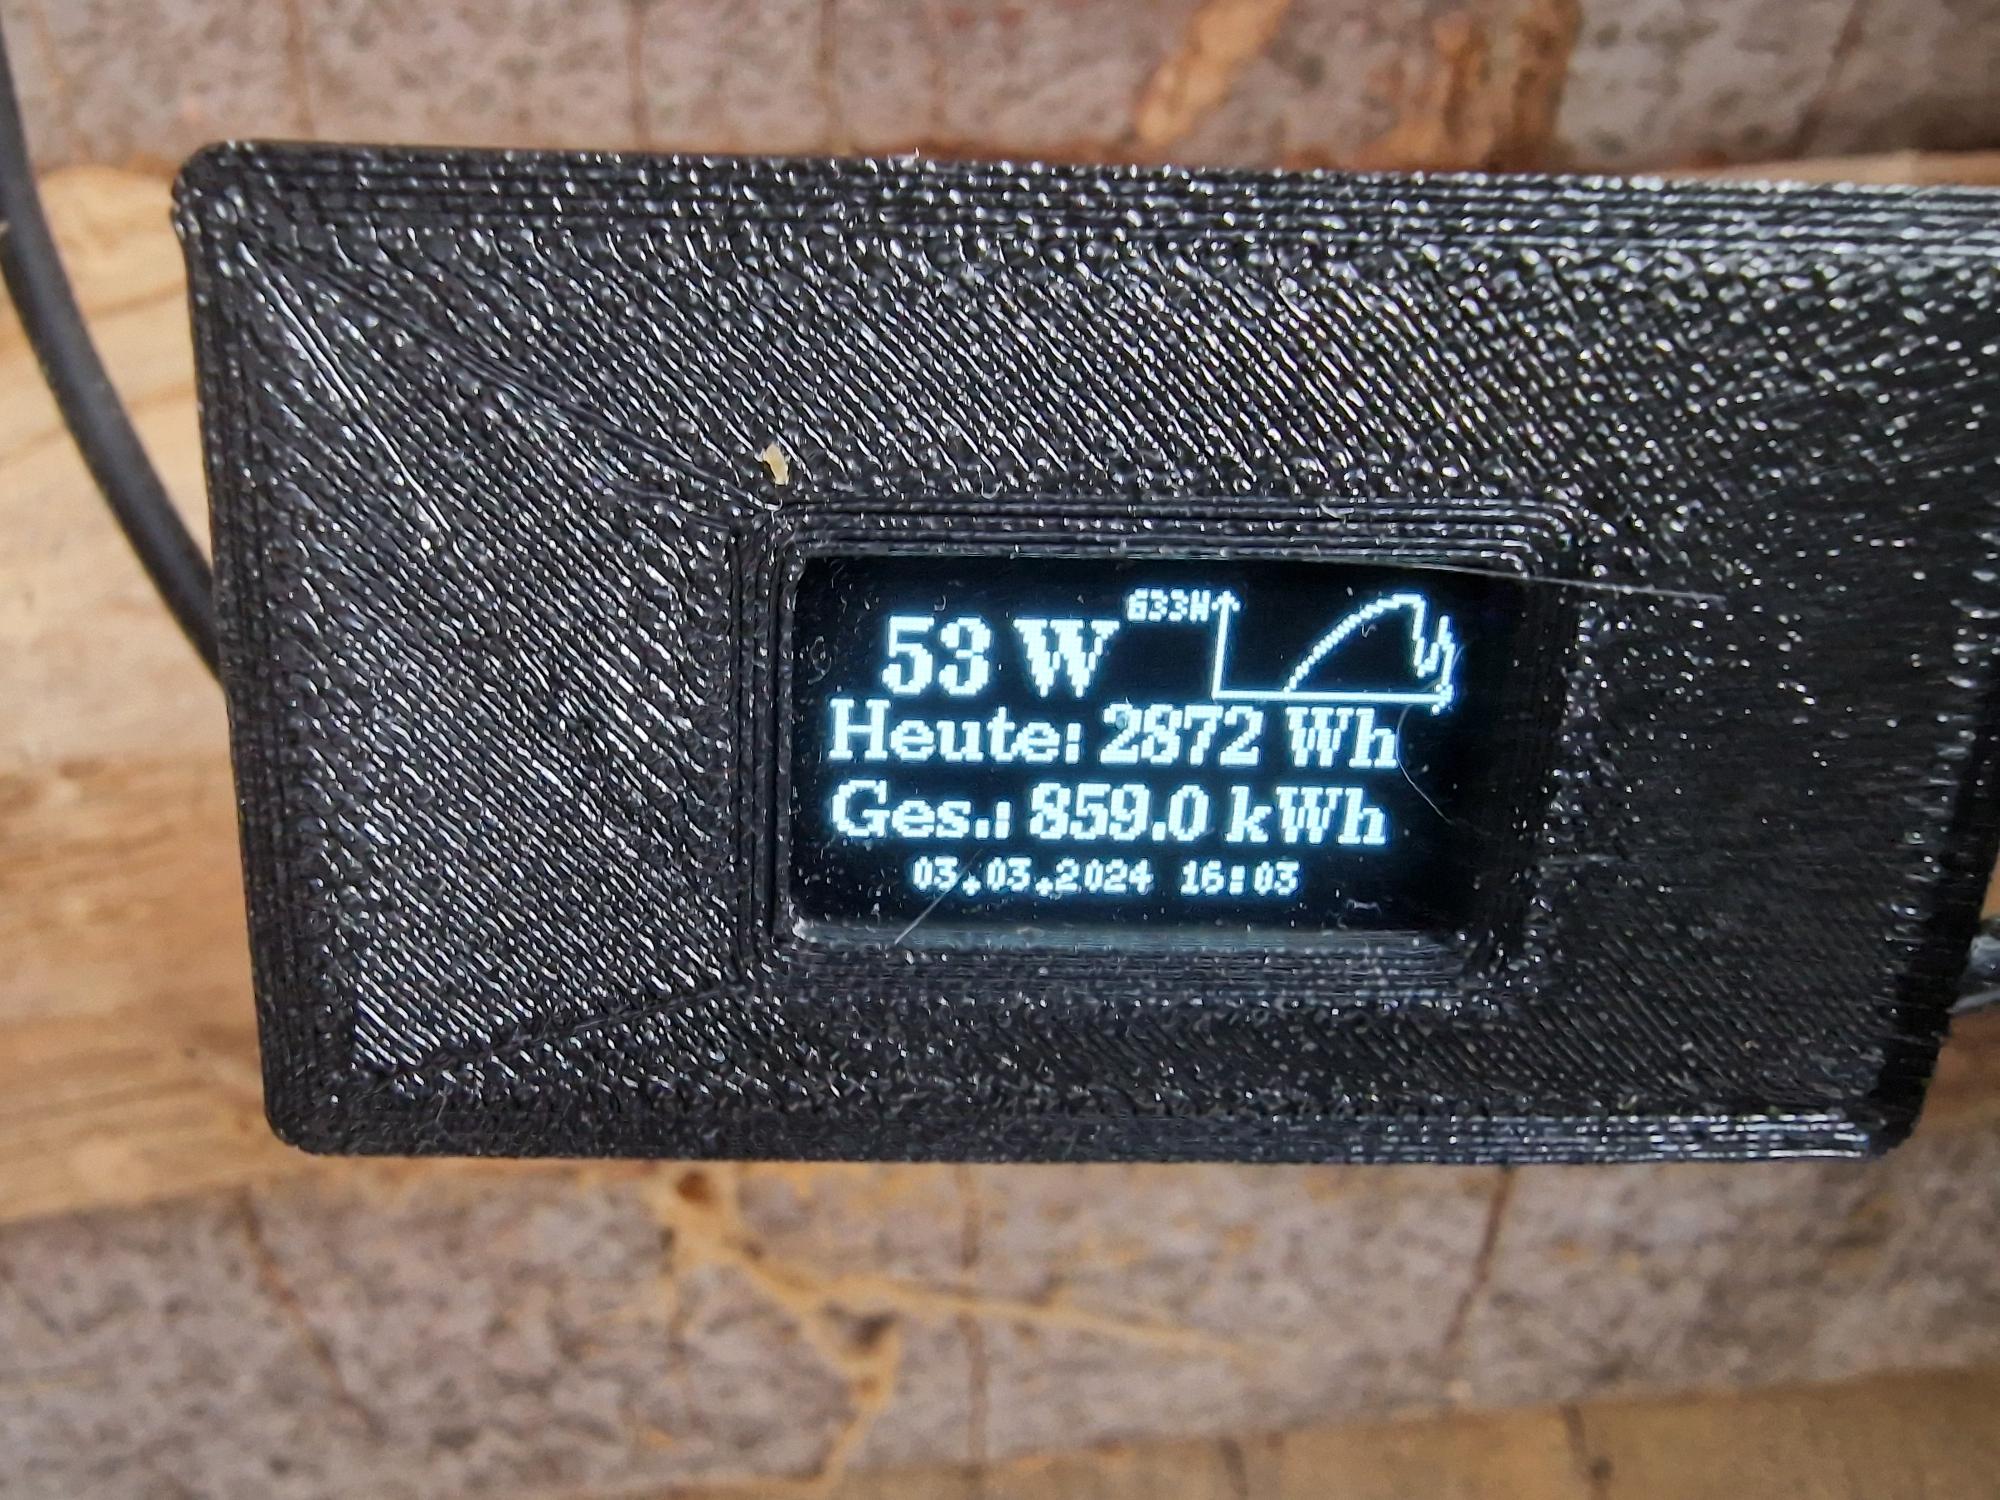 53 W
633W
Heute: 2872 Wh
Ges.: 859.0 kWh
03.03.2024 16:03